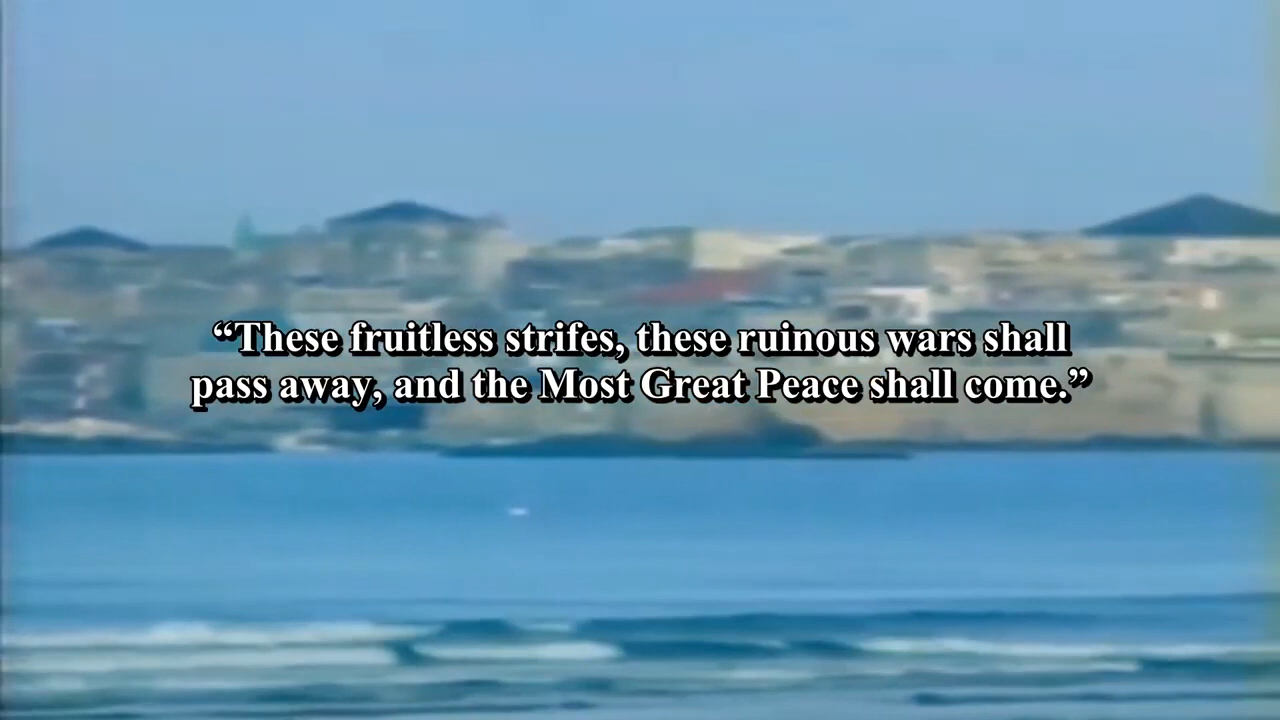 “These fruitless strifes, these ruinous wars shall
pass away, and the Most Great Peace shall come.”